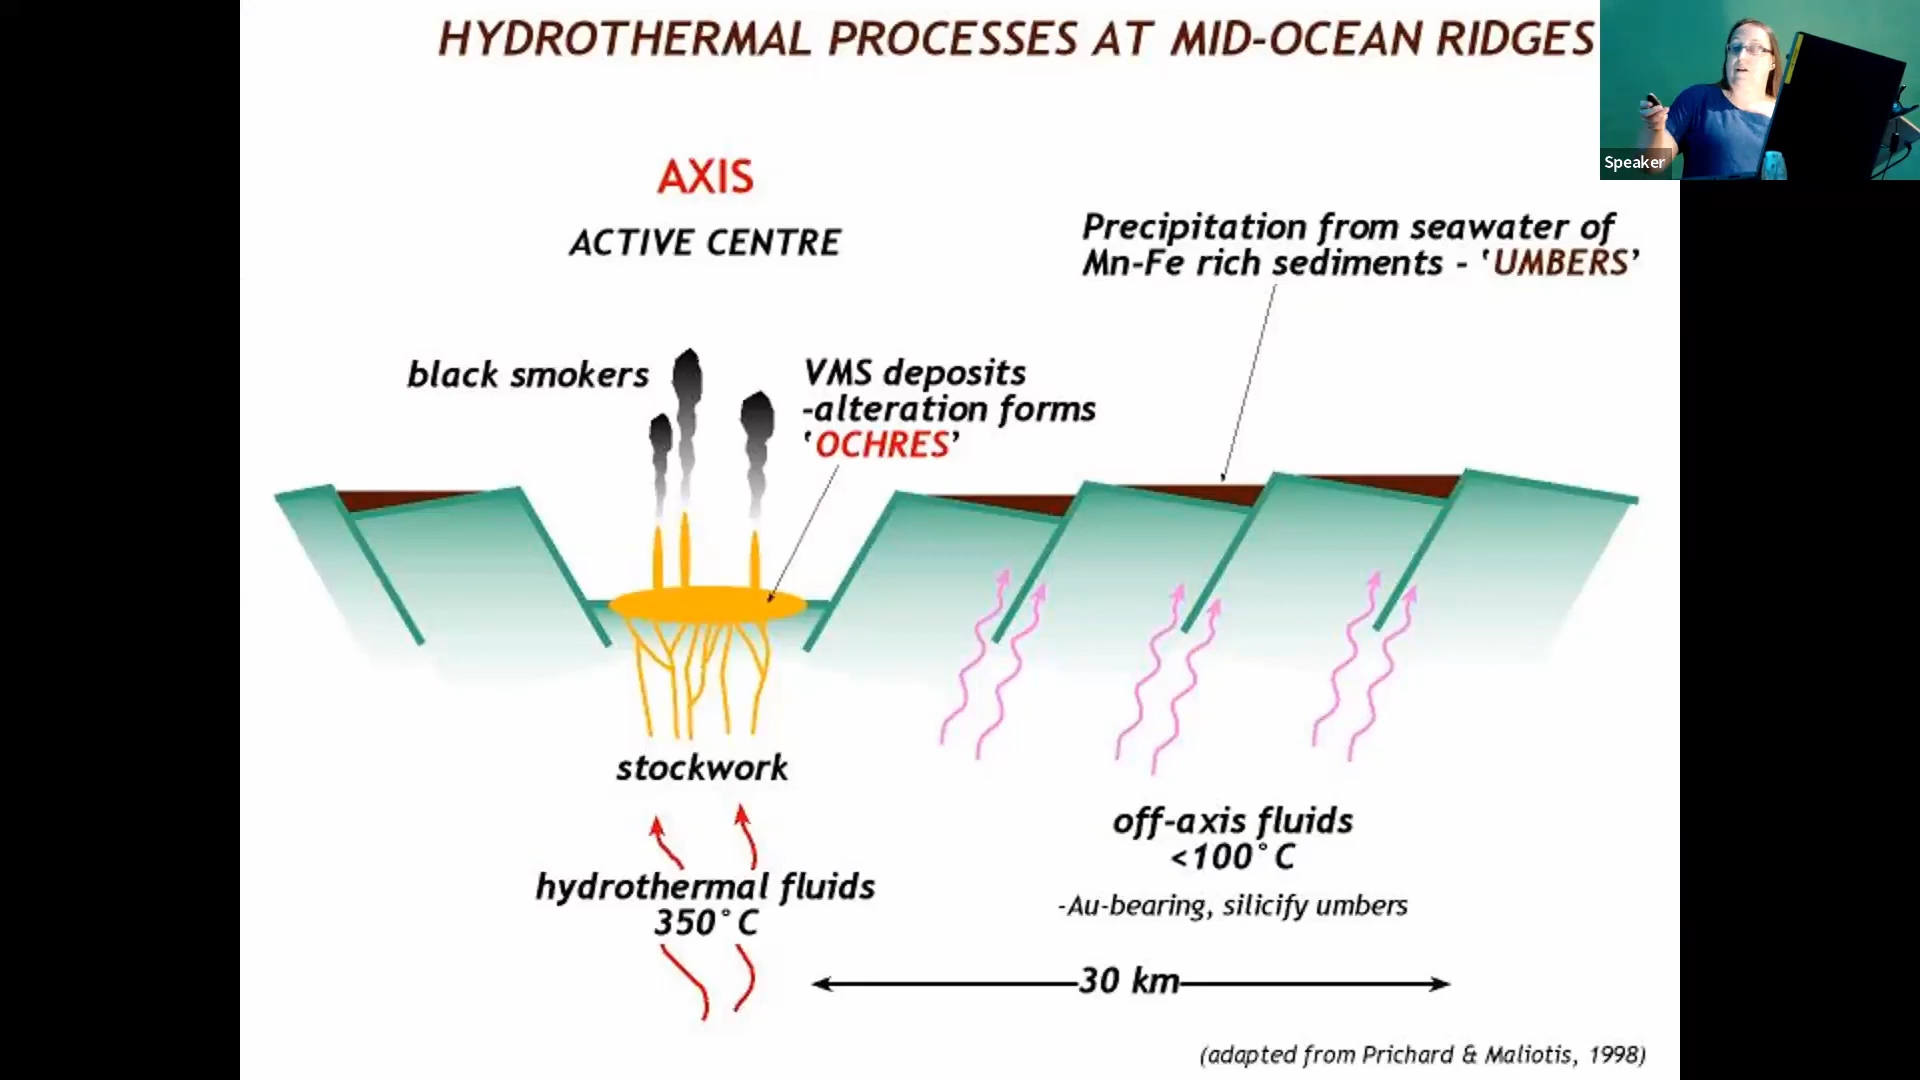 HYDROTHERMAL PROCESSES AT MID-OCEAN RIDGES
Speaker
AXIS
ACTIVE CENTRE
Precipitation from seawater of
Mn-Fe rich sediments - ‘UMBERS’
black smokers
VMS deposits
-alteration forms
‘OCHRES’
stockwork
hydrothermal fluids
350°C
off-axis fluids
<100°C
-Au-bearing, silicify umbers
30 km
(adapted from Prichard & Maliotis, 1998)